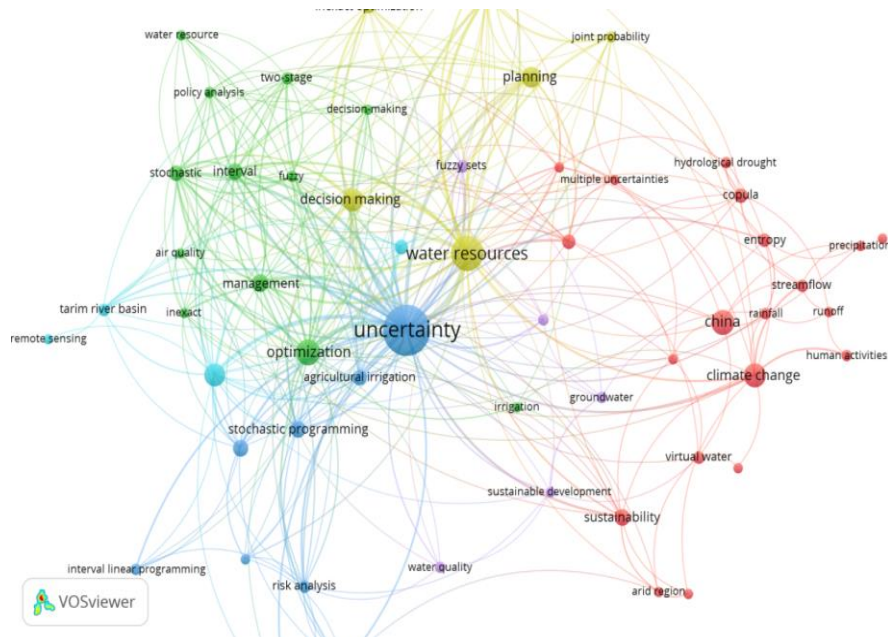 water resource
joint probability
two-stage
planning
policy analysis
decision-making
stochastic
interval
fuzzy
fuzzy sets
multiple uncertainties
hydrological drought
decision making
copula
air quality
water resources
entropy
precipitation
management
streamflow
tarim river basin
inexact
uncertainty
china
rainfall
runoff
remote sensing
optimization
agricultural irrigation
climate change
human activities
irrigation
groundwater
stochastic programming
virtual water
sustainable development
sustainability
interval linear programming
risk analysis
water quality
arid region
VOSviewer